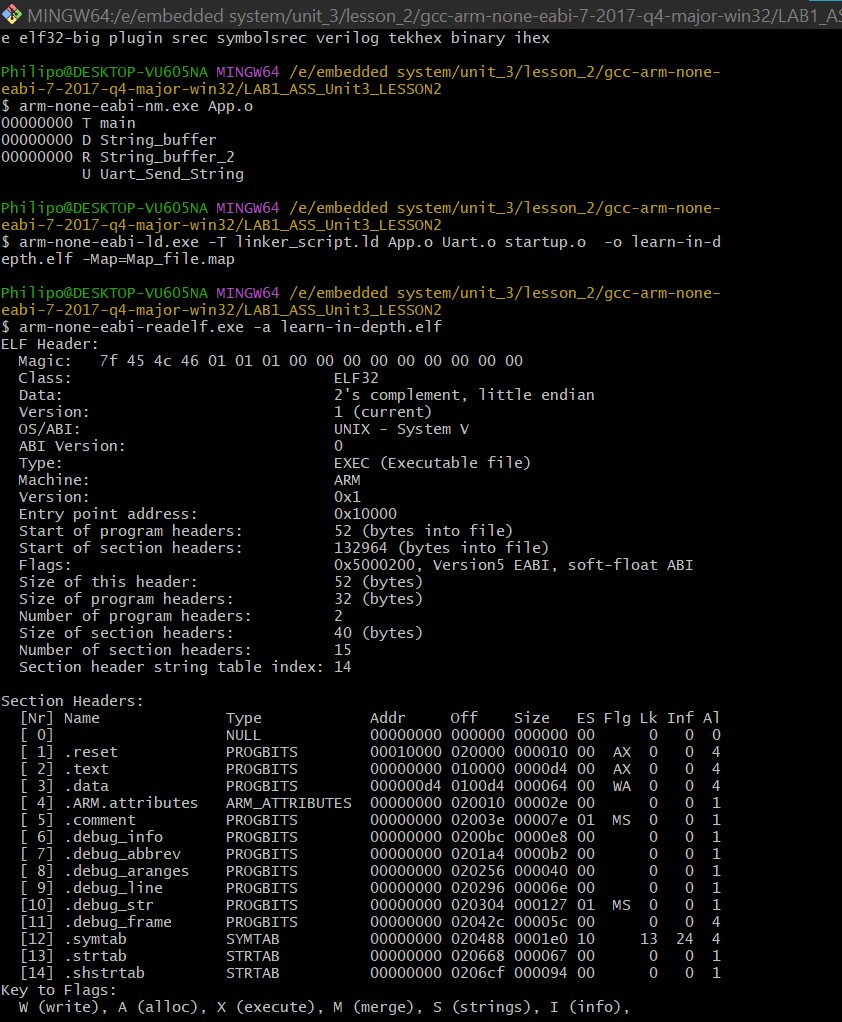 MINGW64:/e/embedded system/unit_3/lesson_2/gcc-arm-none-eabi-7-2017-q4-major-win32/LAB1_AS
e elf32-big plugin srec symbolsrec verilog tekhex binary ihex
Philipo@DESKTOP-VU605NA MINGW64 /e/embedded system/unit_3/lesson_2/gcc-arm-none-
eabi-7-2017-q4-major-win32/LAB1_ASS_Unit3_LESSON2
$ arm-none-eabi-nm.exe App.o
00000000 T main
00000000 D String_buffer
00000000 R String_buffer_2
         U Uart_Send_String
Philipo@DESKTOP-VU605NA MINGW64 /e/embedded system/unit_3/lesson_2/gcc-arm-none-
eabi-7-2017-q4-major-win32/LAB1_ASS_Unit3_LESSON2
$ arm-none-eabi-ld.exe -T linker_script.ld App.o Uart.o startup.o  -o learn-in-d
epth.elf -Map=Map_file.map
Philipo@DESKTOP-VU605NA MINGW64 /e/embedded system/unit_3/lesson_2/gcc-arm-none-
eabi-7-2017-q4-major-win32/LAB1_ASS_Unit3_LESSON2
$ arm-none-eabi-readelf.exe -a learn-in-depth.elf
ELF Header:
  Magic:   7f 45 4c 46 01 01 01 00 00 00 00 00 00 00 00 00
  Class:                             ELF32
  Data:                              2's complement, little endian
  Version:                           1 (current)
  OS/ABI:                            UNIX - System V
  ABI Version:                       0
  Type:                              EXEC (Executable file)
  Machine:                           ARM
  Version:                           0x1
  Entry point address:               0x10000
  Start of program headers:          52 (bytes into file)
  Start of section headers:          132964 (bytes into file)
  Flags:                             0x5000200, Version5 EABI, soft-float ABI
  Size of this header:               52 (bytes)
  Size of program headers:           32 (bytes)
  Number of program headers:         2
  Size of section headers:           40 (bytes)
  Number of section headers:         15
  Section header string table index: 14
Section Headers:
  [Nr] Name              Type            Addr     Off    Size   ES Flg Lk Inf Al
  [ 0]                   NULL            00000000 000000 000000 00      0   0  0
  [ 1] .reset            PROGBITS        00010000 020000 000010 00  AX  0   0  4
  [ 2] .text             PROGBITS        00000000 010000 0000d4 00  AX  0   0  4
  [ 3] .data             PROGBITS        000000d4 0100d4 000064 00  WA  0   0  4
  [ 4] .ARM.attributes   ARM_ATTRIBUTES  00000000 020010 00002e 00      0   0  1
  [ 5] .comment          PROGBITS        00000000 02003e 00007e 01  MS  0   0  1
  [ 6] .debug_info       PROGBITS        00000000 0200bc 0000e8 00      0   0  1
  [ 7] .debug_abbrev     PROGBITS        00000000 0201a4 0000b2 00      0   0  1
  [ 8] .debug_aranges    PROGBITS        00000000 020256 000040 00      0   0  1
  [ 9] .debug_line       PROGBITS        00000000 020296 00006e 00      0   0  1
  [10] .debug_str        PROGBITS        00000000 020304 000127 01  MS  0   0  1
  [11] .debug_frame      PROGBITS        00000000 02042c 00005c 00      0   0  4
  [12] .symtab           SYMTAB          00000000 020488 0001e0 10     13  24  4
  [13] .strtab           STRTAB          00000000 020668 000067 00      0   0  1
  [14] .shstrtab         STRTAB          00000000 0206cf 000094 00      0   0  1
Key to Flags:
  W (write), A (alloc), X (execute), M (merge), S (strings), I (info),